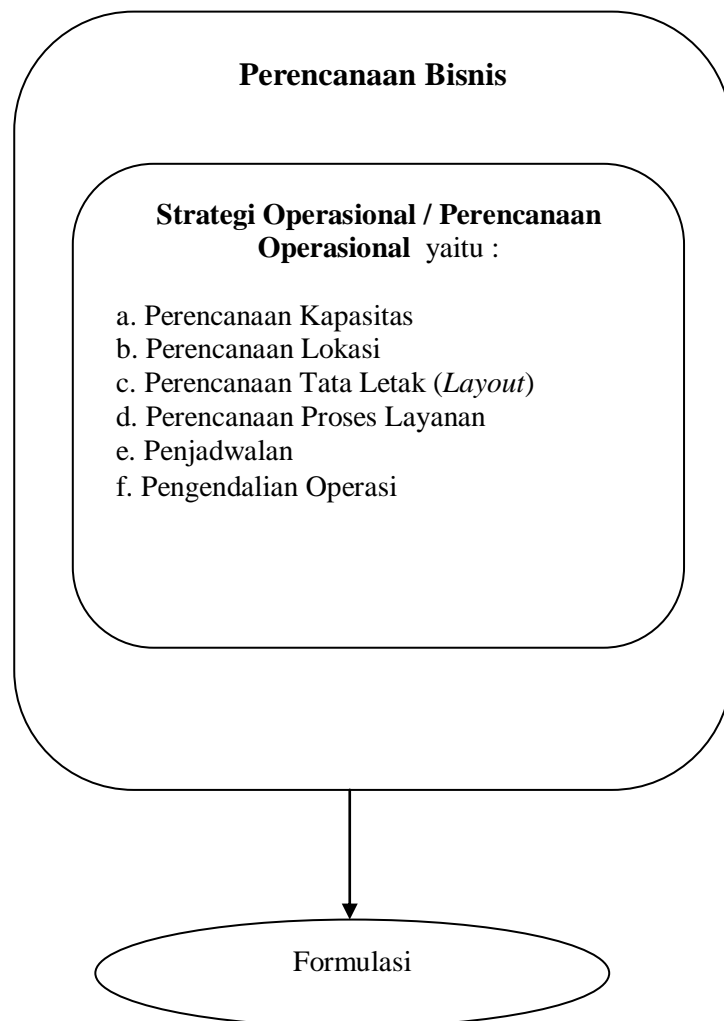 Perencanaan Bisnis
Strategi Operasional / Perencanaan
Operasional yaitu :
a. Perencanaan Kapasitas
b. Perencanaan Lokasi
c. Perencanaan Tata Letak (Layout)
d. Perencanaan Proses Layanan
e. Penjadwalan
f. Pengendalian Operasi
Formulasi